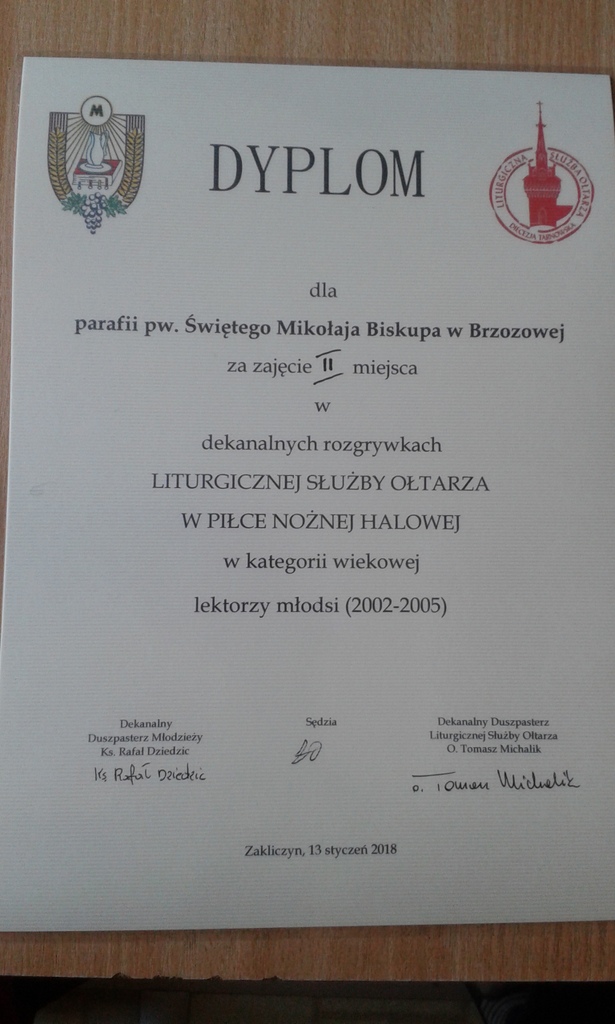 M
DYPLOM
LITURGICZNA SŁUŻBA OŁTARZA
DIECEZJA TARNOWSKA
dla
parafii pw. Świętego Mikołaja Biskupa w Brzozowej
za zajęcie II miejsca
w
dekanalnych rozgrywkach
LITURGICZNEJ SŁUŻBY OŁTARZA
W PIŁCE NOŻNEJ HALOWEJ
w kategorii wiekowej
lektorzy młodsi (2002-2005)
Dekanalny
Duszpasterz Młodzieży
Ks. Rafał Dziedzic
Ks Rafał Dziedzic
Sędzia
Dekanalny Duszpasterz
Liturgicznej Służby Ołtarza
O. Tomasz Michalik
o. Tomasz Michalik
Zakliczyn, 13 styczeń 2018